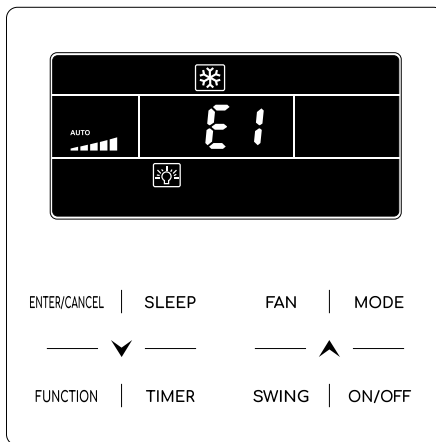 E1
AUTO
ENTER/CANCEL SLEEP FAN MODE
FUNCTION TIMER SWING ON/OFF